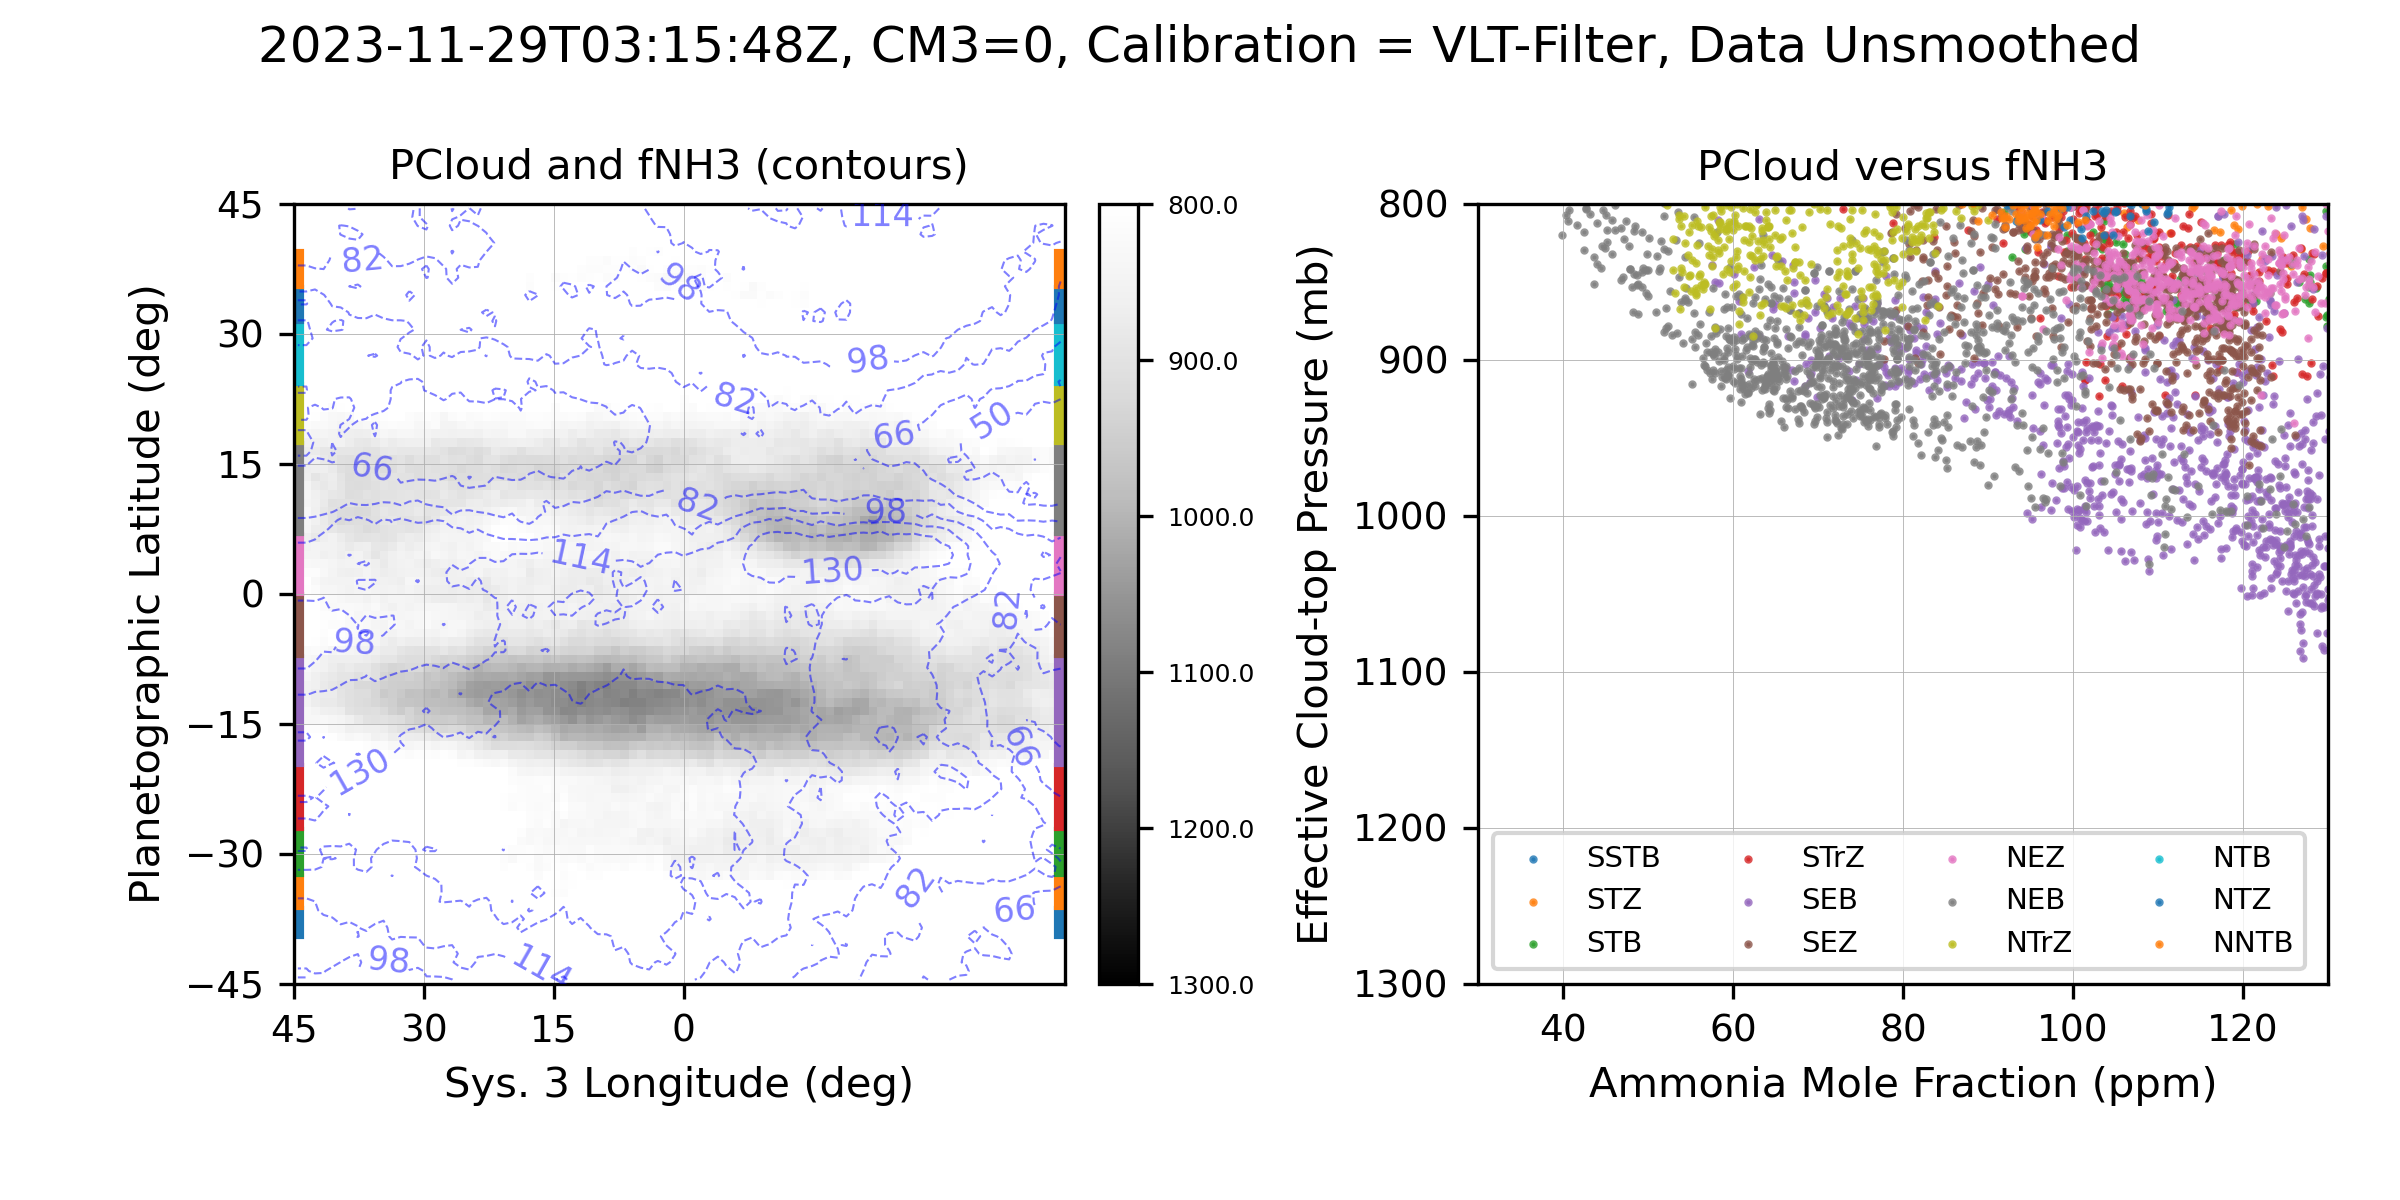 2023-11-29T03:15:48Z, CM3=0, Calibration = VLT-Filter, Data Unsmoothed
PCloud and fNH3 (contours)
Planetographic Latitude (deg)
45
30
15
0
−15
−30
−45
45
30
15
0
Sys. 3 Longitude (deg)
114
82
98
98
82
50
66
66
82
98
114
130
82
98
66
130
82
66
98
114
800.0
900.0
1000.0
1100.0
1200.0
1300.0
PCloud versus fNH3
Effective Cloud-top Pressure (mb)
800
900
1000
1100
1200
1300
SSTB
STZ
STB
STrZ
SEB
SEZ
NEZ
NEB
NTrZ
NTB
NTZ
NNTB
40
60
80
100
120
Ammonia Mole Fraction (ppm)